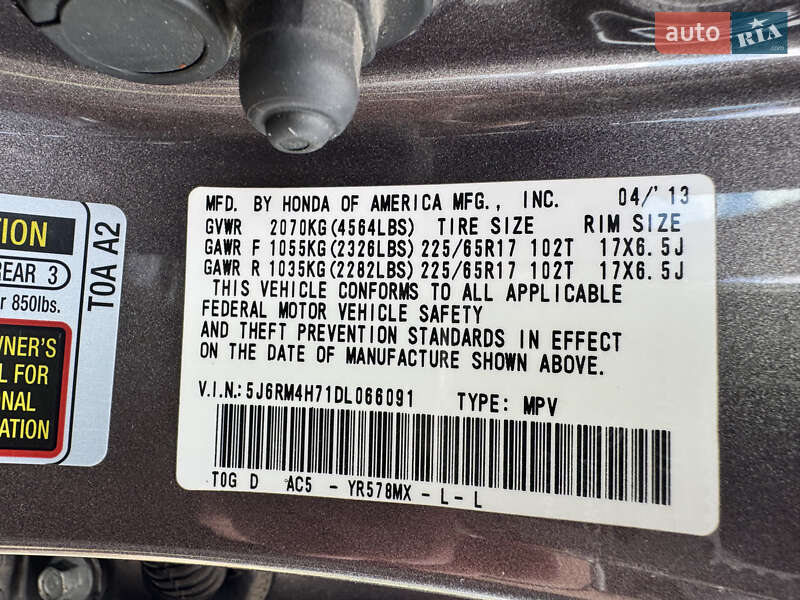 auto RIA
TION
REAR 3
r 850lbs.
T0A A2
WNER'S
L FOR
ONAL
ATION
MFD. BY HONDA OF AMERICA MFG., INC. 04/'13
GVWR 2070KG(4564LBS) TIRE SIZE RIM SIZE
GAWR F 1055KG(2326LBS) 225/65R17 102T 17X6.5J
GAWR R 1035KG(2282LBS) 225/65R17 102T 17X6.5J
THIS VEHICLE CONFORMS TO ALL APPLICABLE
FEDERAL MOTOR VEHICLE SAFETY
AND THEFT PREVENTION STANDARDS IN EFFECT
ON THE DATE OF MANUFACTURE SHOWN ABOVE.
V.I.N.:5J6RM4H71DL066091 TYPE: MPV
T0G D AC5 - YR578MX - L - L